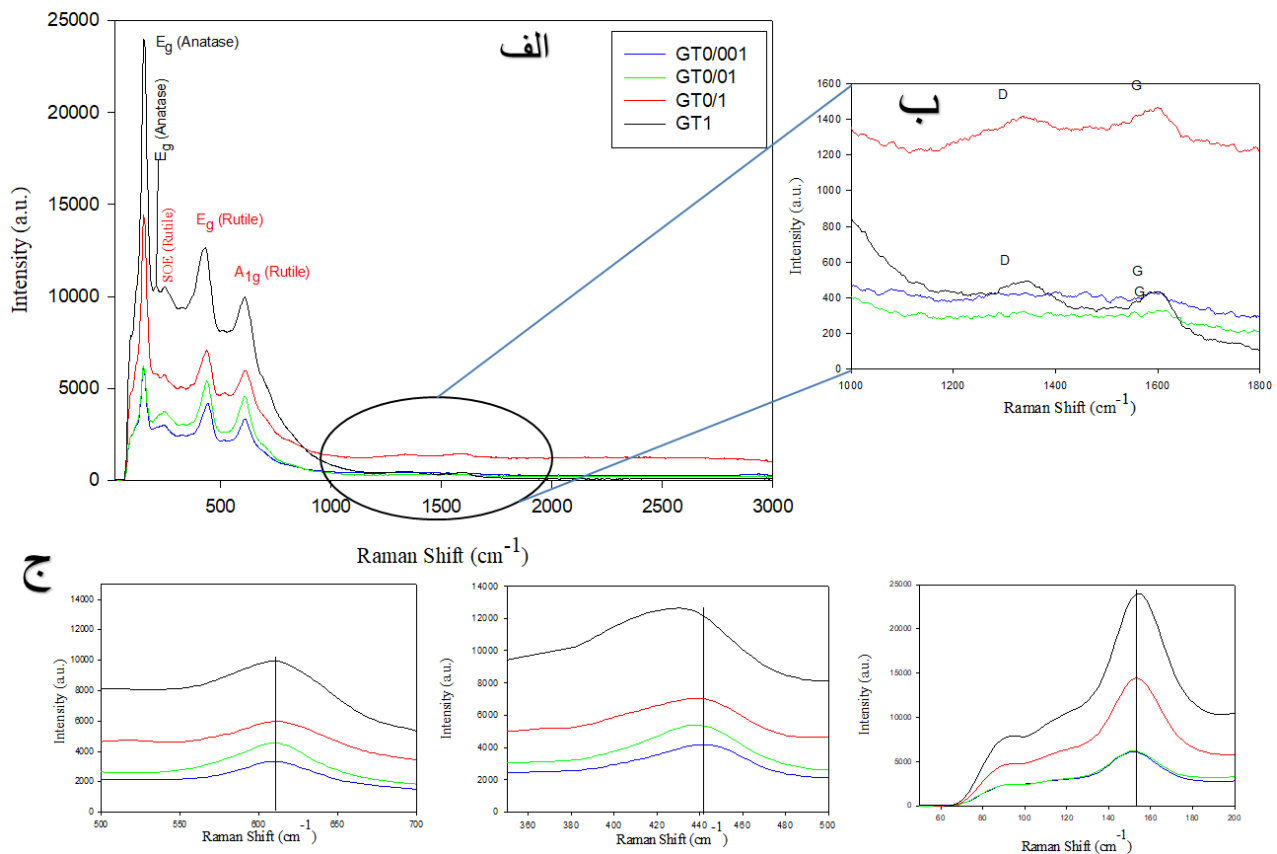 الف
25000
20000
15000
10000
5000
0
Intensity (a.u.)
500
1000
1500
2000
2500
3000
Raman Shift (cm-1)
Eg (Anatase)
Eg (Anatase)
SOE (Rutile)
Eg (Rutile)
A1g (Rutile)
GT0/001
GT0/01
GT0/1
GT1
ب
1600
1400
1200
1000
800
600
400
200
0
Intensity (a.u.)
D
G
D
G
G
1000
1200
1400
1600
1800
Raman Shift (cm-1)
ج
14000
12000
10000
8000
6000
4000
2000
0
Intensity (a.u.)
500
550
600
650
700
Raman Shift (cm-1)
14000
12000
10000
8000
6000
4000
2000
0
Intensity (a.u.)
360
380
400
420
440
460
480
500
Raman Shift (cm-1)
25000
20000
15000
10000
5000
0
Intensity (a.u.)
60
80
100
120
140
160
180
200
Raman Shift (cm-1)